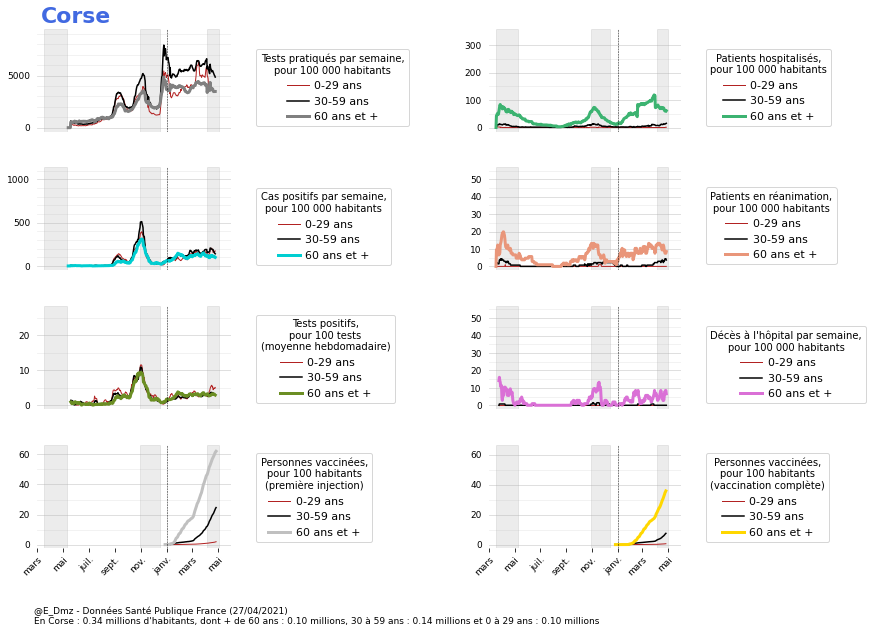 Corse
5000
0
Tests pratiqués par semaine,
pour 100 000 habitants
0-29 ans
30-59 ans
60 ans et +
300
200
100
0
Patients hospitalisés,
pour 100 000 habitants
0-29 ans
30-59 ans
60 ans et +
1000
500
0
Cas positifs par semaine,
pour 100 000 habitants
0-29 ans
30-59 ans
60 ans et +
50
40
30
20
10
0
Patients en réanimation,
pour 100 000 habitants
0-29 ans
30-59 ans
60 ans et +
20
10
0
Tests positifs,
pour 100 tests
(moyenne hebdomadaire)
0-29 ans
30-59 ans
60 ans et +
50
40
30
20
10
0
Décès à l'hôpital par semaine,
pour 100 000 habitants
0-29 ans
30-59 ans
60 ans et +
60
40
20
0
mars mai juil. sept. nov. janv. mars mai
Personnes vaccinées,
pour 100 habitants
(première injection)
0-29 ans
30-59 ans
60 ans et +
60
40
20
0
mars mai juil. sept. nov. janv. mars mai
Personnes vaccinées,
pour 100 habitants
(vaccination complète)
0-29 ans
30-59 ans
60 ans et +
@E_Dmz - Données Santé Publique France (27/04/2021)
En Corse : 0.34 millions d'habitants, dont + de 60 ans : 0.10 millions, 30 à 59 ans : 0.14 millions et 0 à 29 ans : 0.10 millions